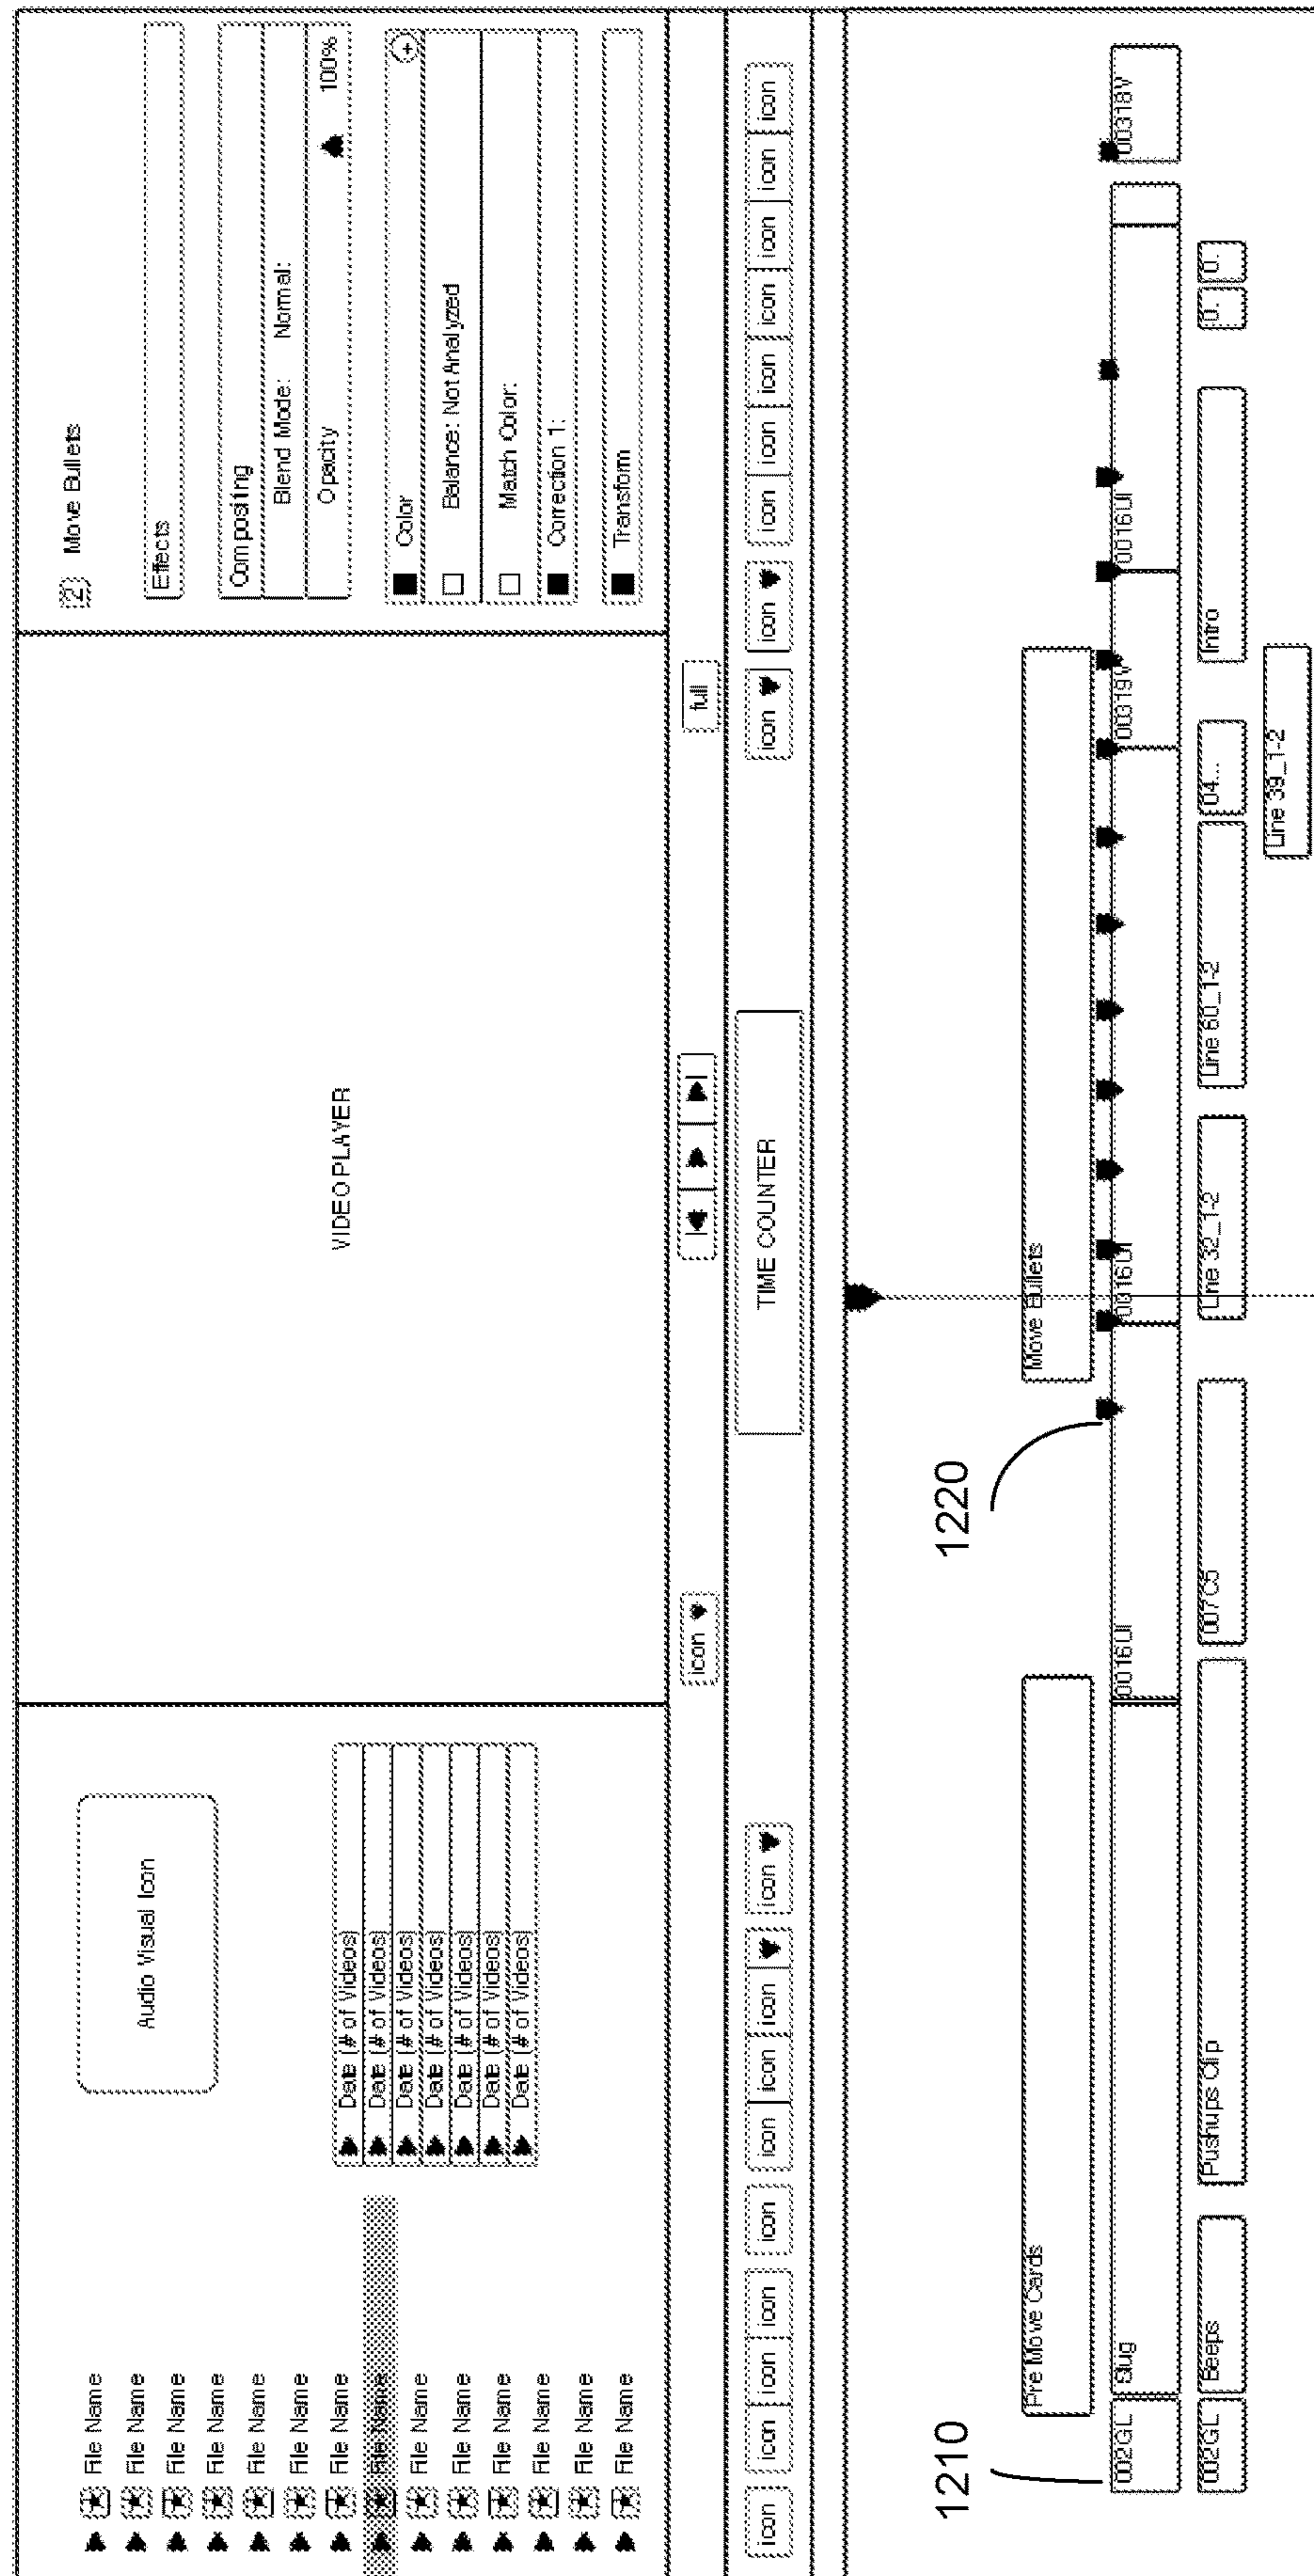 File Name
File Name
File Name
File Name
File Name
File Name
File Name
File Name
File Name
File Name
File Name
File Name
File Name
File Name
Audio Visual Icon
Date (# of Videos)
Date (# of Videos)
Date (# of Videos)
Date (# of Videos)
Date (# of Videos)
Date (# of Videos)
Date (# of Videos)
VIDEO PLAYER
[2] Move Bullets
Effects
Compositing
Blend Mode: Normal:
Opacity 100%
Color
Balance: Not Analyzed
Match Color:
Correction 1:
Transform
icon full
icon icon icon icon icon icon icon icon icon TIME COUNTER icon icon icon icon icon icon icon icon icon
1210 1220
Pre Move Cards Move Bullets
002GL Slug 0016UI 0016UI 00319V 0016UI 00318V
002GL Beeps Pushups Clip 007C5 Line 32_1-2 Line 60_1-2 04... Intro 0. 0.
Line 39_1-2